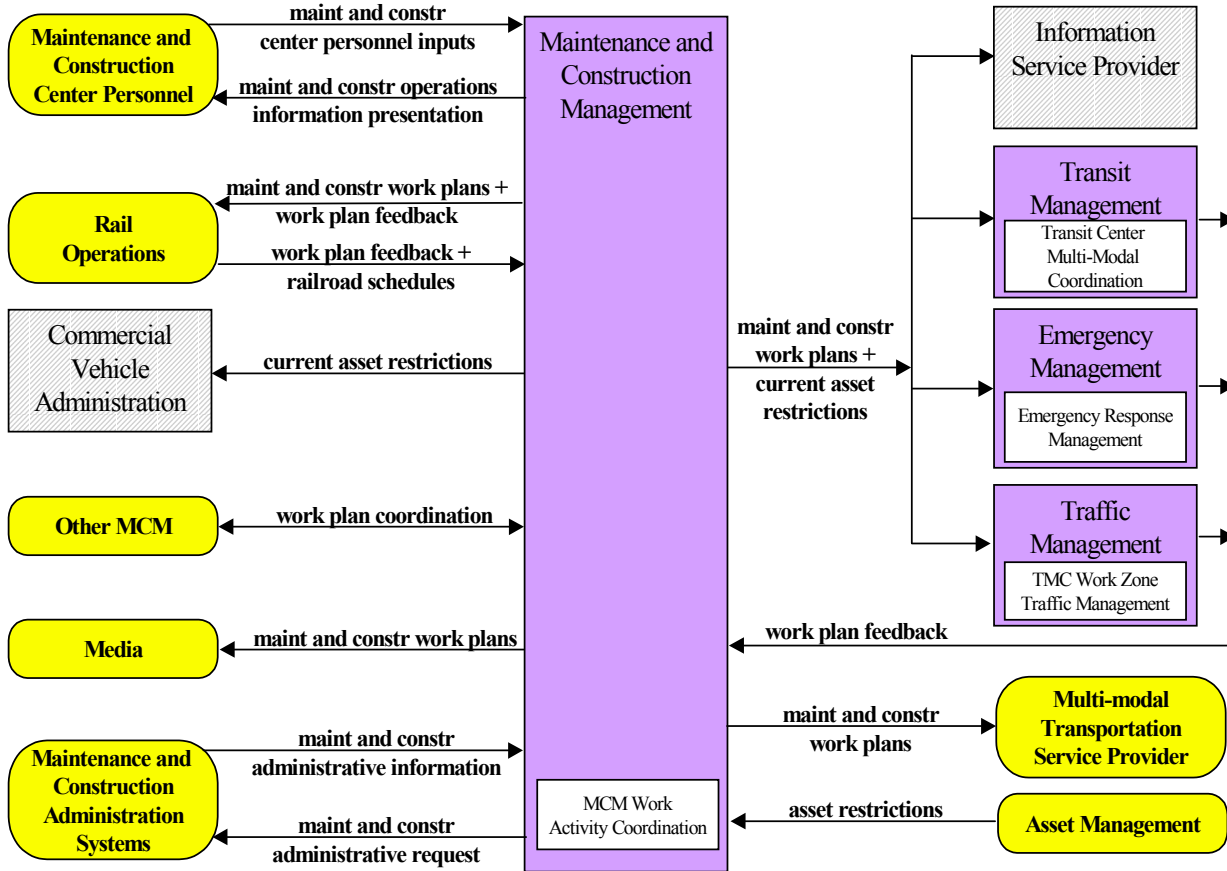 maint and constr
center personnel inputs
Maintenance and
Construction
Center Personnel
maint and constr operations
information presentation
maint and constr work plans +
work plan feedback
Rail
Operations
work plan feedback +
railroad schedules
Commercial
Vehicle
Administration
current asset restrictions
Other MCM
work plan coordination
Media
maint and constr work plans
maint and constr
administrative information
Maintenance and
Construction
Administration
Systems
maint and constr
administrative request
Maintenance and
Construction
Management
MCM Work
Activity Coordination
maint and constr
work plans +
current asset
restrictions
Information
Service Provider
Transit
Management
Transit Center
Multi-Modal
Coordination
Emergency
Management
Emergency Response
Management
Traffic
Management
TMC Work Zone
Traffic Management
work plan feedback
maint and constr
work plans
Multi-modal
Transportation
Service Provider
asset restrictions
Asset Management